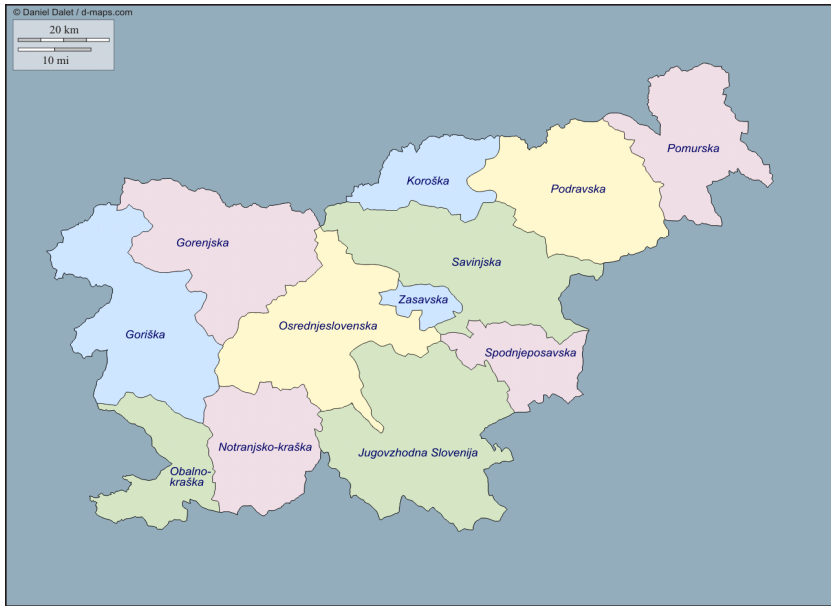 © Daniel Dalet / d-maps.com
20 km
10 mi
Pomurska
Koroška
Podravska
Gorenjska
Savinjska
Zasavska
Osrednjeslovenska
Goriška
Spodnjeposavska
Notranjsko-kraška
Jugovzhodna Slovenija
Obalno-
kraška